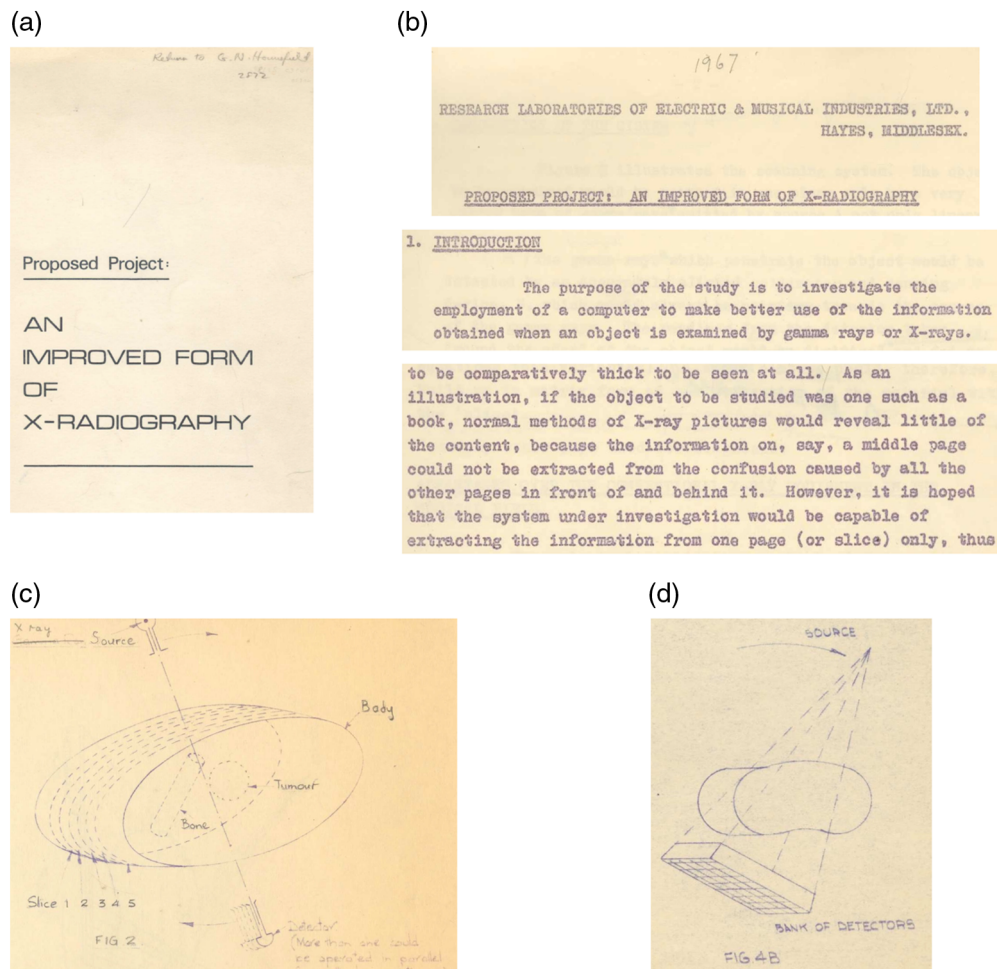 (a)
Return to G.N. Hounsfield
2522
Proposed Project:
AN
IMPROVED FORM
OF
X-RADIOGRAPHY
(b)
1967
RESEARCH LABORATORIES OF ELECTRIC & MUSICAL INDUSTRIES, LTD.,
HAYES, MIDDLESEX.
PROPOSED PROJECT: AN IMPROVED FORM OF X-RADIOGRAPHY
1. INTRODUCTION
The purpose of the study is to investigate the
employment of a computer to make better use of the information
obtained when an object is examined by gamma rays or X-rays.
to be comparatively thick to be seen at all. As an
illustration, if the object to be studied was one such as a
book, normal methods of X-ray pictures would reveal little of
the content, because the information on, say, a middle page
could not be extracted from the confusion caused by all the
other pages in front of and behind it. However, it is hoped
that the system under investigation would be capable of
extracting the information from one page (or slice) only, thus
(c)
X ray
Source
Body
Tumour
Bone
Slice 1 2 3 4 5
Detector
(More than one could
be operated in parallel
FIG 2
(d)
SOURCE
BANK OF DETECTORS
FIG. 4B